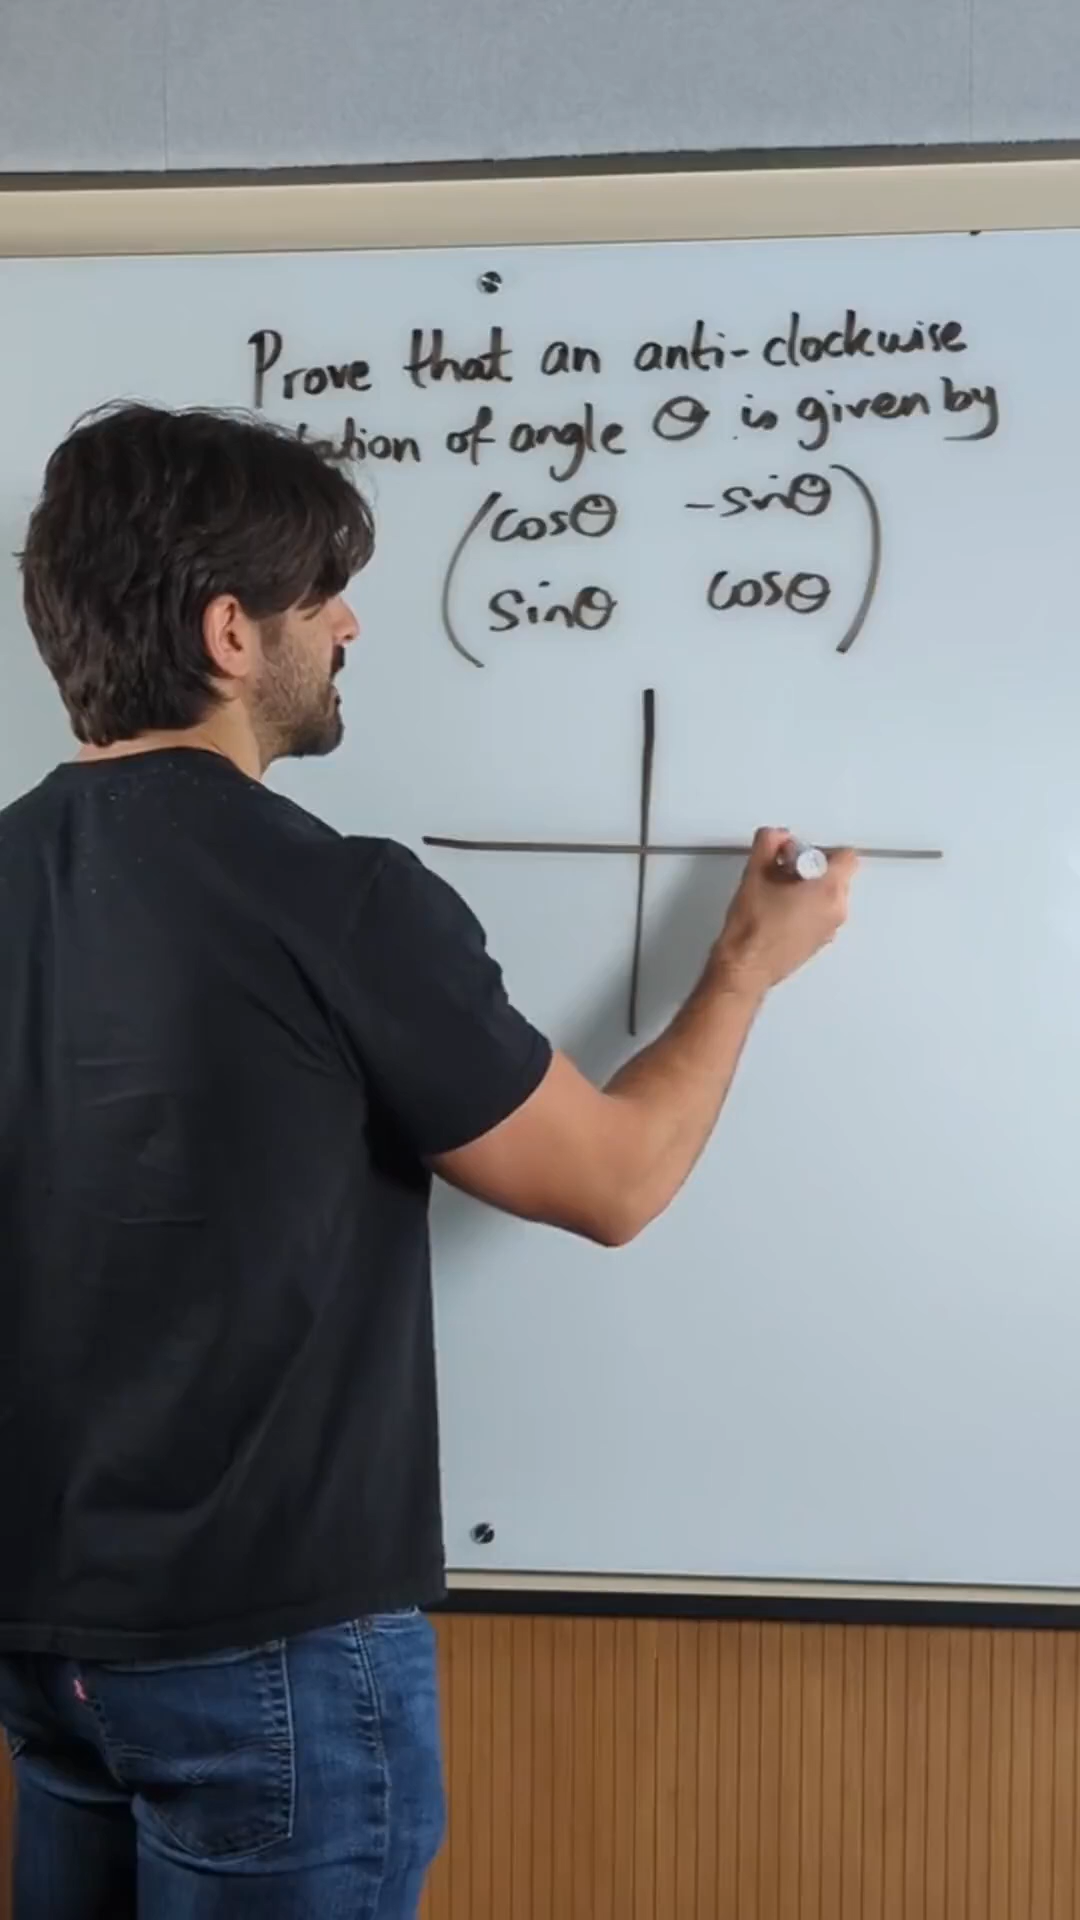 Prove that an anti-clockwise
of angle θ is given by
(cosθ -sinθ
sinθ cosθ)